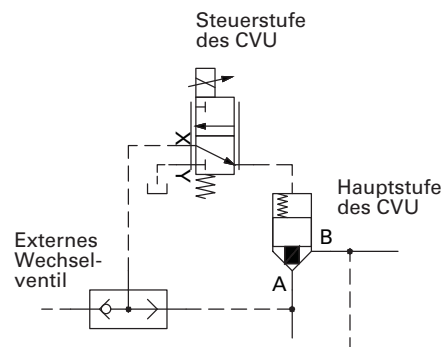 Steuerstufe
des CVU
X
Y
Hauptstufe
des CVU
B
Externes
Wechsel-
ventil
A